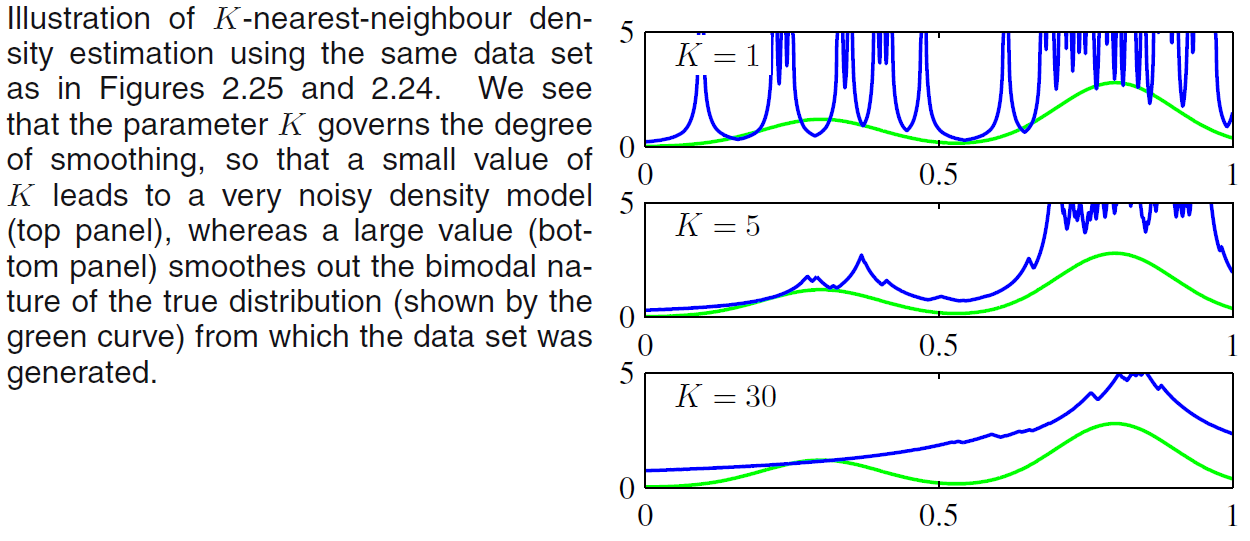 Illustration of K-nearest-neighbour den-
sity estimation using the same data set
as in Figures 2.25 and 2.24. We see
that the parameter K governs the degree
of smoothing, so that a small value of
K leads to a very noisy density model
(top panel), whereas a large value (bot-
tom panel) smoothes out the bimodal na-
ture of the true distribution (shown by the
green curve) from which the data set was
generated.
5
K = 1
0
0 0.5 1
5
K = 5
0
0 0.5 1
5
K = 30
0
0 0.5 1